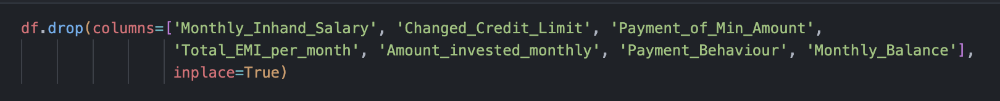 df.drop(columns=['Monthly_Inhand_Salary', 'Changed_Credit_Limit', 'Payment_of_Min_Amount',
'Total_EMI_per_month', 'Amount_invested_monthly', 'Payment_Behaviour', 'Monthly_Balance'],
inplace=True)